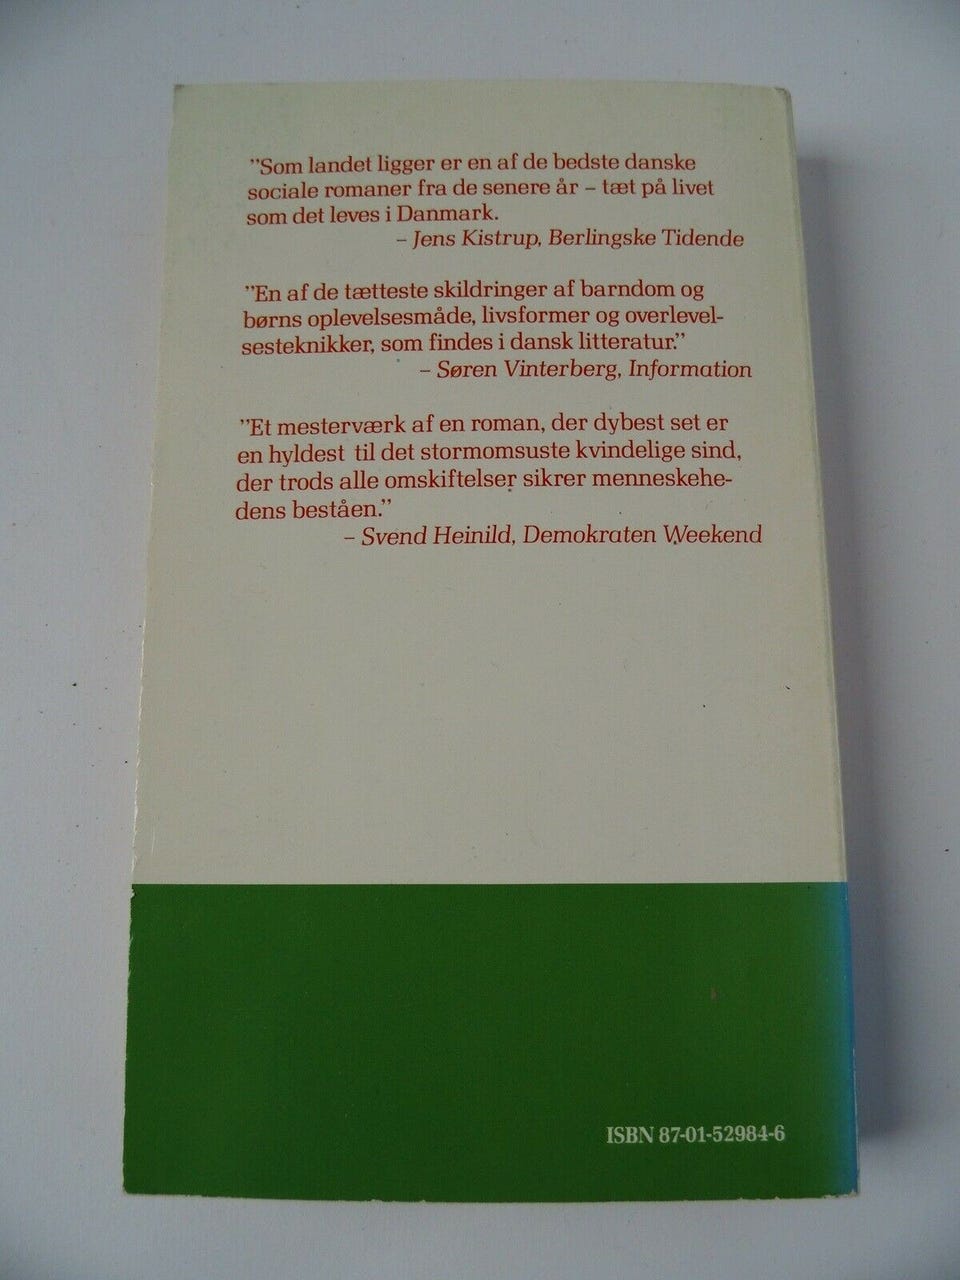 ”Som landet ligger er en af de bedste danske
sociale romaner fra de senere år – tæt på livet
som det leves i Danmark.
– Jens Kistrup, Berlingske Tidende
”En af de tætteste skildringer af barndom og
børns oplevelsesmåde, livsformer og overlevel-
sesteknikker, som findes i dansk litteratur.”
– Søren Vinterberg, Information
”Et mesterværk af en roman, der dybest set er
en hyldest til det stormomsuste kvindelige sind,
der trods alle omskiftelser sikrer menneskehe-
dens beståen.”
– Svend Heinild, Demokraten Weekend
ISBN 87-01-52984-6